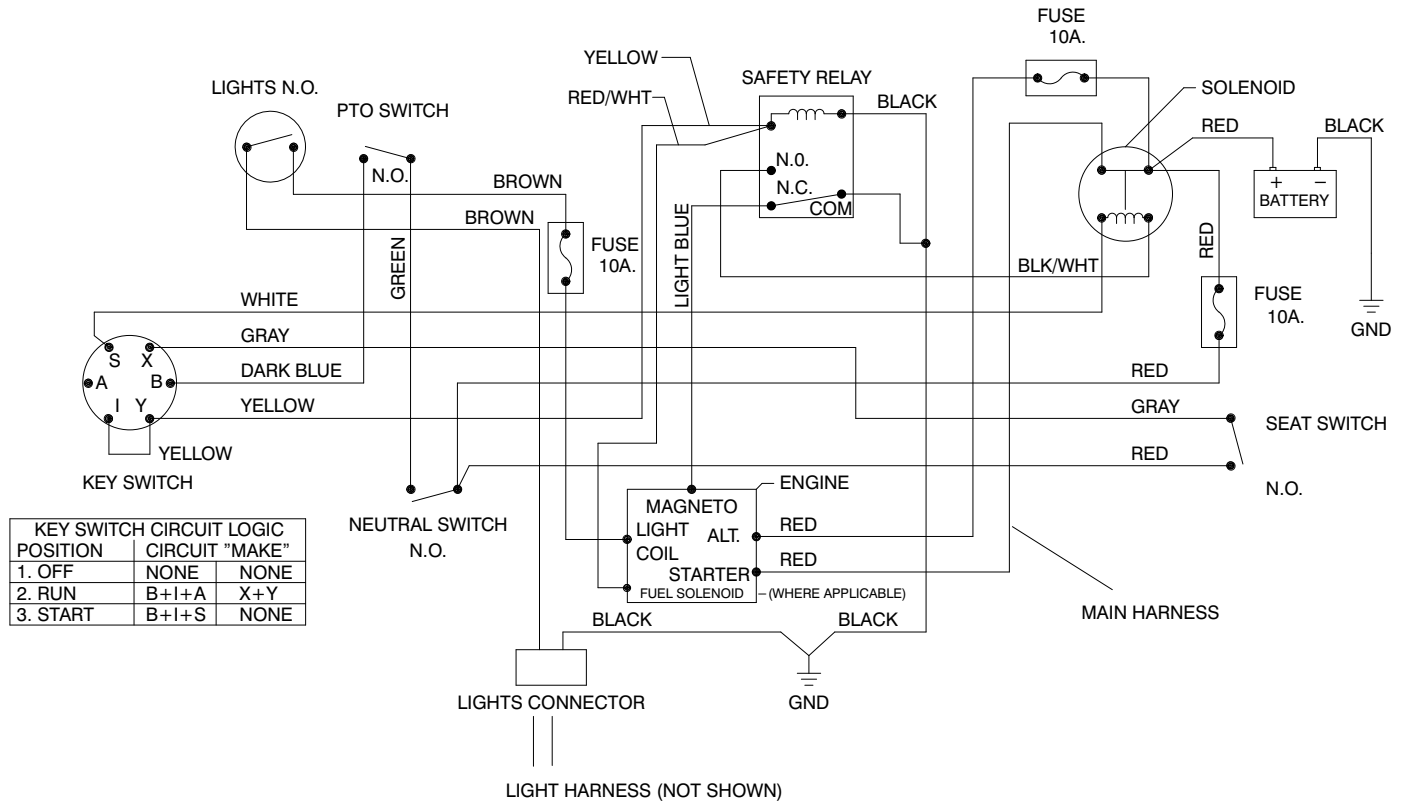 FUSE
10A.
YELLOW
LIGHTS N.O.
SAFETY RELAY
SOLENOID
RED/WHT
PTO SWITCH
BLACK
RED
BLACK
N.O.
N.0.
BROWN
N.C.
COM
+ −
BATTERY
BROWN
FUSE
10A.
LIGHT BLUE
GREEN
RED
BLK/WHT
FUSE
10A.
WHITE
GND
GRAY
S X
DARK BLUE
RED
A B
YELLOW
GRAY
I Y
SEAT SWITCH
YELLOW
RED
KEY SWITCH
ENGINE
N.O.
MAGNETO
NEUTRAL SWITCH
N.O.
LIGHT
COIL
ALT.
RED
STARTER
RED
FUEL SOLENOID
(WHERE APPLICABLE)
KEY SWITCH CIRCUIT LOGIC
POSITION CIRCUIT "MAKE"
1. OFF NONE NONE
2. RUN B+I+A X+Y
3. START B+I+S NONE
MAIN HARNESS
BLACK
BLACK
LIGHTS CONNECTOR
GND
LIGHT HARNESS (NOT SHOWN)